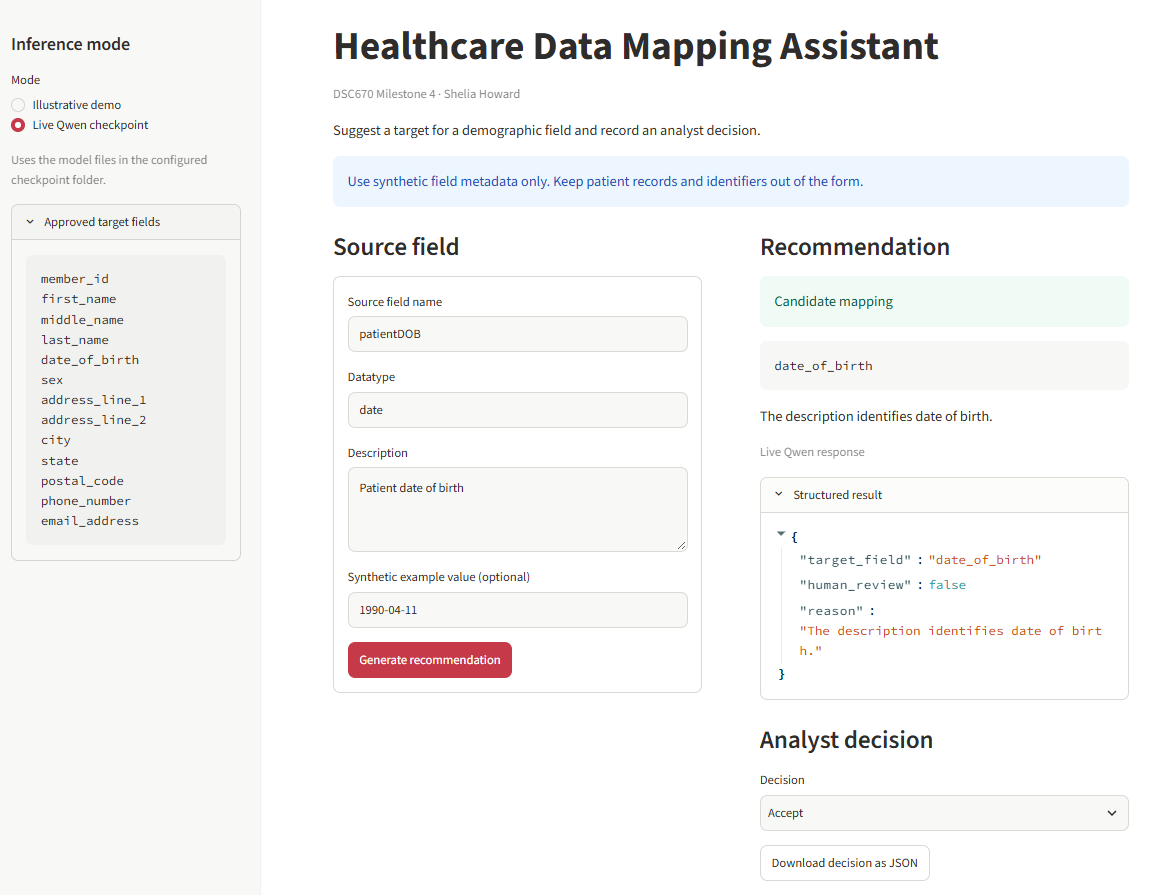 Inference mode
Mode
Illustrative demo
Live Qwen checkpoint
Uses the model files in the configured
checkpoint folder.
Approved target fields
member_id
first_name
middle_name
last_name
date_of_birth
sex
address_line_1
address_line_2
city
state
postal_code
phone_number
email_address
Healthcare Data Mapping Assistant
DSC670 Milestone 4 · Shelia Howard
Suggest a target for a demographic field and record an analyst decision.
Use synthetic field metadata only. Keep patient records and identifiers out of the form.
Source field
Source field name
patientDOB
Datatype
date
Description
Patient date of birth
Synthetic example value (optional)
1990-04-11
Generate recommendation
Recommendation
Candidate mapping
date_of_birth
The description identifies date of birth.
Live Qwen response
Structured result
{
"target_field" : "date_of_birth"
"human_review" : false
"reason" :
"The description identifies date of birt
h."
}
Analyst decision
Decision
Accept
Download decision as JSON